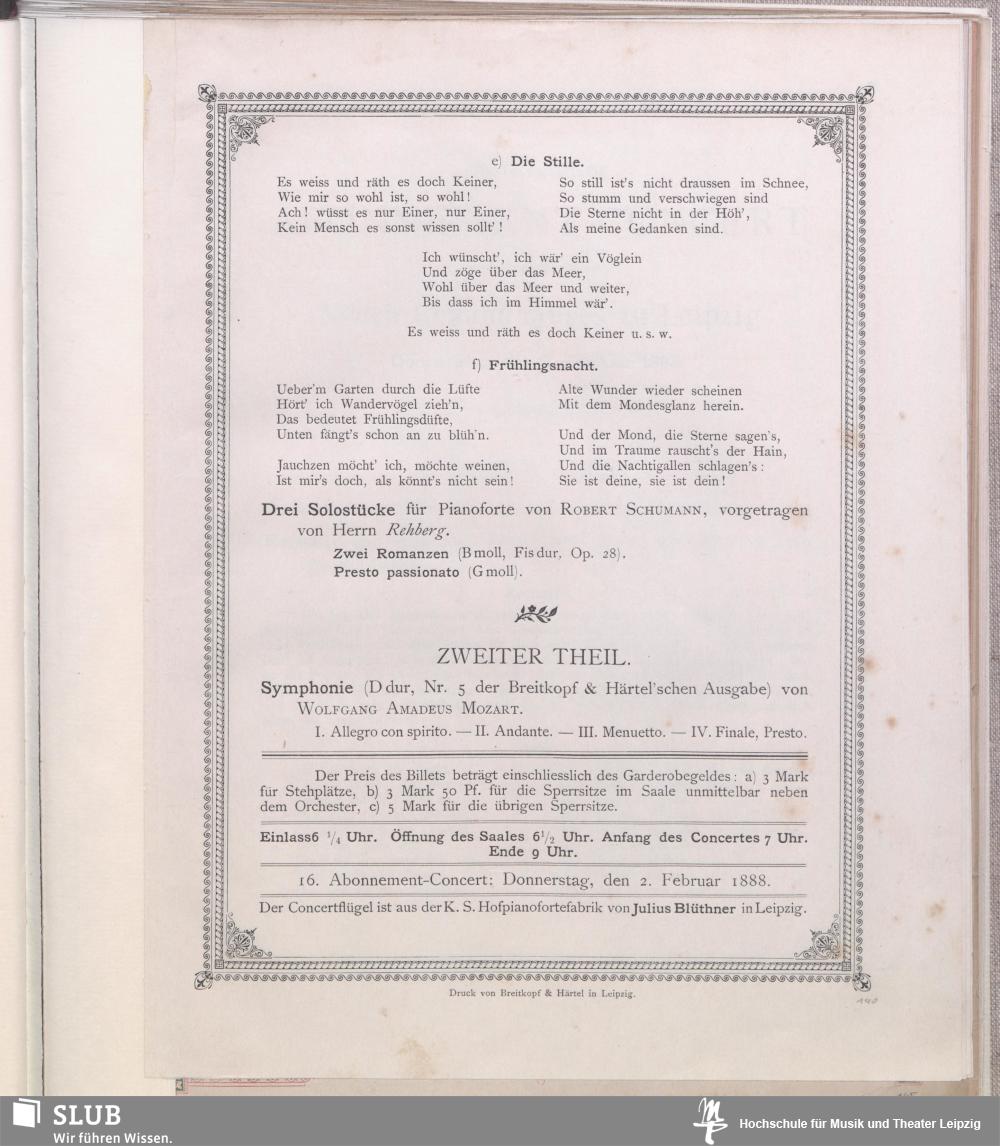 e) Die Stille.
Es weiss und räth es doch Keiner,
Wie mir so wohl ist, so wohl!
Ach! wüsst es nur Einer, nur Einer,
Kein Mensch es sonst wissen sollt'!
So still ist's nicht draussen im Schnee,
So stumm und verschwiegen sind
Die Sterne nicht in der Höh',
Als meine Gedanken sind.
Ich wünscht', ich wär' ein Vöglein
Und zöge über das Meer,
Wohl über das Meer und weiter,
Bis dass ich im Himmel wär'.
Es weiss und räth es doch Keiner u. s. w.
f) Frühlingsnacht.
Ueber'm Garten durch die Lüfte
Hört' ich Wandervögel zieh'n,
Das bedeutet Frühlingsdüfte,
Unten fängt's schon an zu blüh'n.
Jauchzen möcht' ich, möchte weinen,
Ist mir's doch, als könnt's nicht sein!
Alte Wunder wieder scheinen
Mit dem Mondesglanz herein.
Und der Mond, die Sterne sagen's,
Und im Traume rauscht's der Hain,
Und die Nachtigallen schlagen's:
Sie ist deine, sie ist dein!
Drei Solostücke für Pianoforte von ROBERT SCHUMANN, vorgetragen
von Herrn Rehberg.
Zwei Romanzen (B moll, Fis dur, Op. 28).
Presto passionato (G moll).
ZWEITER THEIL.
Symphonie (D dur, Nr. 5 der Breitkopf & Härtel'schen Ausgabe) von
WOLFGANG AMADEUS MOZART.
I. Allegro con spirito. — II. Andante. — III. Menuetto. — IV. Finale, Presto.
Der Preis des Billets beträgt einschliesslich des Garderobegeldes: a) 3 Mark
für Stehplätze, b) 3 Mark 50 Pf. für die Sperrsitze im Saale unmittelbar neben
dem Orchester, c) 5 Mark für die übrigen Sperrsitze.
Einlass6 1/4 Uhr. Öffnung des Saales 6 1/2 Uhr. Anfang des Concertes 7 Uhr.
Ende 9 Uhr.
16. Abonnement-Concert: Donnerstag, den 2. Februar 1888.
Der Concertflügel ist aus der K. S. Hofpianofortefabrik von Julius Blüthner in Leipzig.
Druck von Breitkopf & Härtel in Leipzig.
SLUB
Wir führen Wissen.
Hochschule für Musik und Theater Leipzig